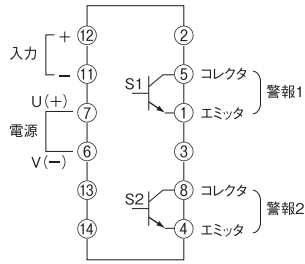 入力
+ ⑫
− ⑪
電源
U(+) ⑦
V(−) ⑥
⑬
⑭
②
S1
⑤ コレクタ
① エミッタ
警報1
③
S2
⑧ コレクタ
④ エミッタ
警報2